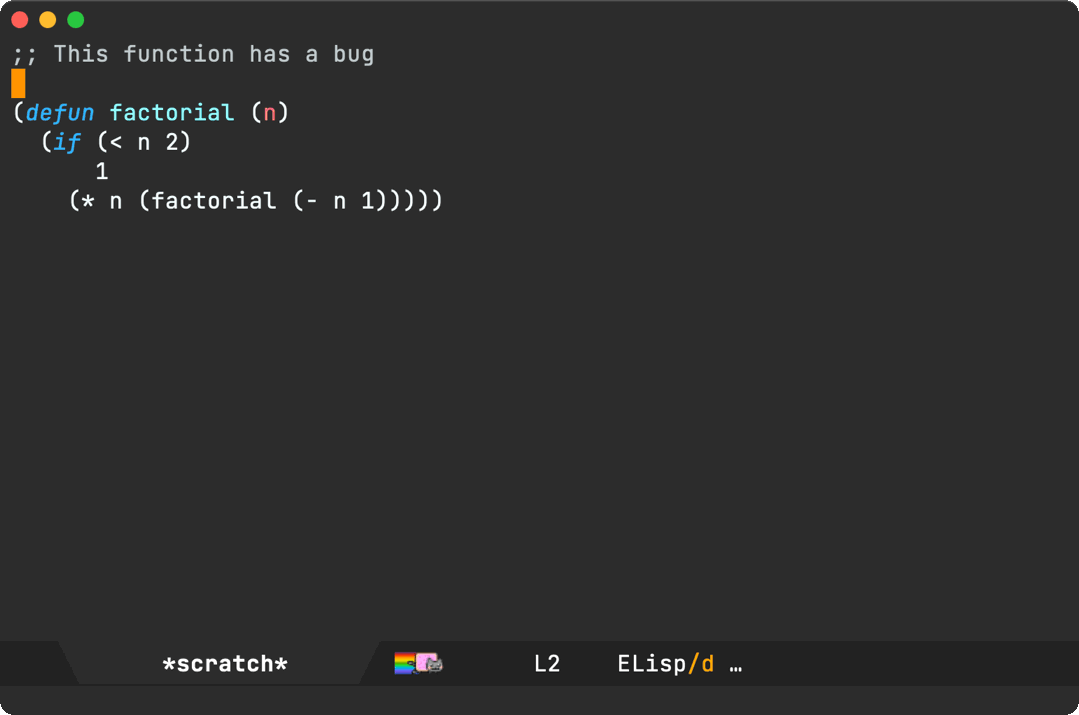 ;; This function has a bug
(defun factorial (n)
  (if (< n 2)
      1
    (* n (factorial (- n 1)))))
*scratch* L2 ELisp/d …